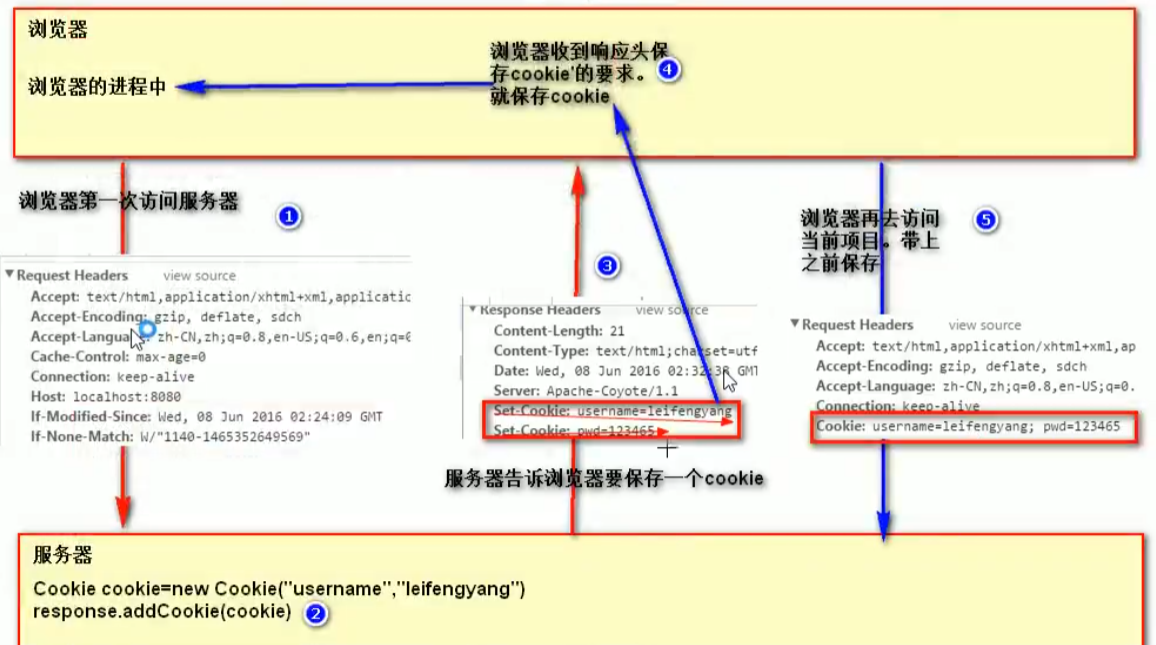 浏览器
浏览器的进程中
浏览器收到响应头保
存cookie'的要求。
就保存cookie
4
浏览器第一次访问服务器
1
Request Headers view source
Accept: text/html,application/xhtml+xml,applicatic
Accept-Encoding: gzip, deflate, sdch
Accept-Language: zh-CN,zh;q=0.8,en-US;q=0.6,en;q=0
Cache-Control: max-age=0
Connection: keep-alive
Host: localhost:8080
If-Modified-Since: Wed, 08 Jun 2016 02:24:09 GMT
If-None-Match: W/"1140-1465352649569"
3
Response Headers view source
Content-Length: 21
Content-Type: text/html;charset=utf
Date: Wed, 08 Jun 2016 02:32:38 GMT
Server: Apache-Coyote/1.1
Set-Cookie: username=leifengyang
Set-Cookie: pwd=123465
服务器告诉浏览器要保存一个cookie
浏览器再去访问
当前项目。带上
之前保存
5
Request Headers view source
Accept: text/html,application/xhtml+xml,ap
Accept-Encoding: gzip, deflate, sdch
Accept-Language: zh-CN,zh;q=0.8,en-US;q=0.
Connection: keep-alive
Cookie: username=leifengyang; pwd=123465
服务器
Cookie cookie=new Cookie("username","leifengyang")
response.addCookie(cookie)
2